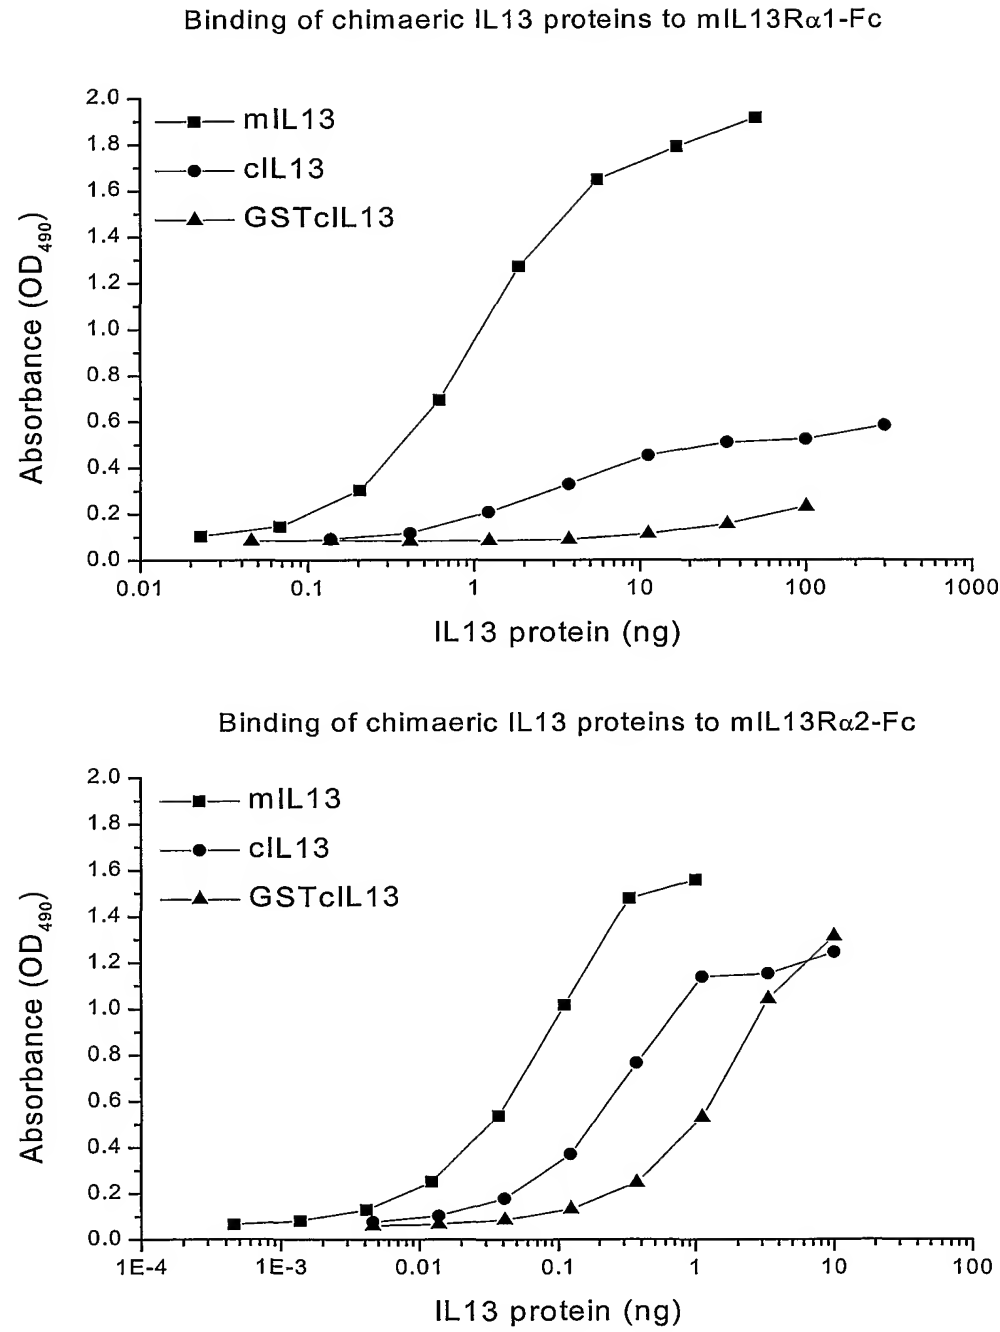 Binding of chimaeric IL13 proteins to mIL13Rα1-Fc
2.0
1.8
1.6
1.4
1.2
1.0
0.8
0.6
0.4
0.2
0.0
mIL13
cIL13
GSTcIL13
Absorbance (OD490)
0.01 0.1 1 10 100 1000
IL13 protein (ng)
Binding of chimaeric IL13 proteins to mIL13Rα2-Fc
2.0
1.8
1.6
1.4
1.2
1.0
0.8
0.6
0.4
0.2
0.0
mIL13
cIL13
GSTcIL13
Absorbance (OD490)
1E-4 1E-3 0.01 0.1 1 10 100
IL13 protein (ng)